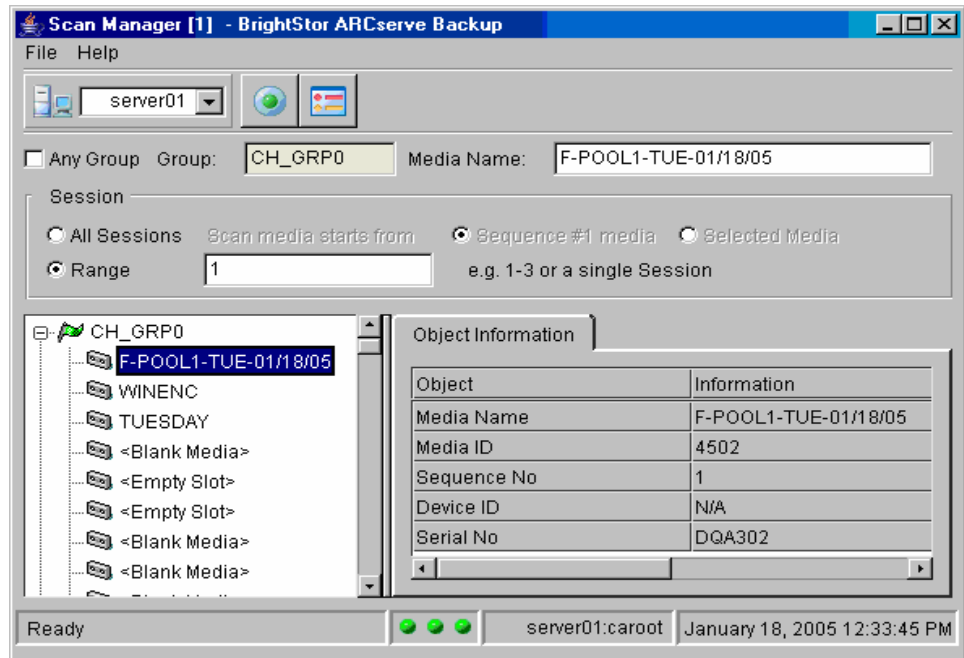 Scan Manager [1] - BrightStor ARCserve Backup
File Help
server01
Any Group Group: CH_GRP0 Media Name: F-POOL1-TUE-01/18/05
Session
All Sessions Scan media starts from Sequence #1 media Selected Media
Range 1 e.g. 1-3 or a single Session
CH_GRP0
F-POOL1-TUE-01/18/05
WINENC
TUESDAY
<Blank Media>
<Empty Slot>
<Empty Slot>
<Blank Media>
<Blank Media>
Object Information
Object Information
Media Name F-POOL1-TUE-01/18/05
Media ID 4502
Sequence No 1
Device ID N/A
Serial No DQA302
Ready server01:caroot January 18, 2005 12:33:45 PM